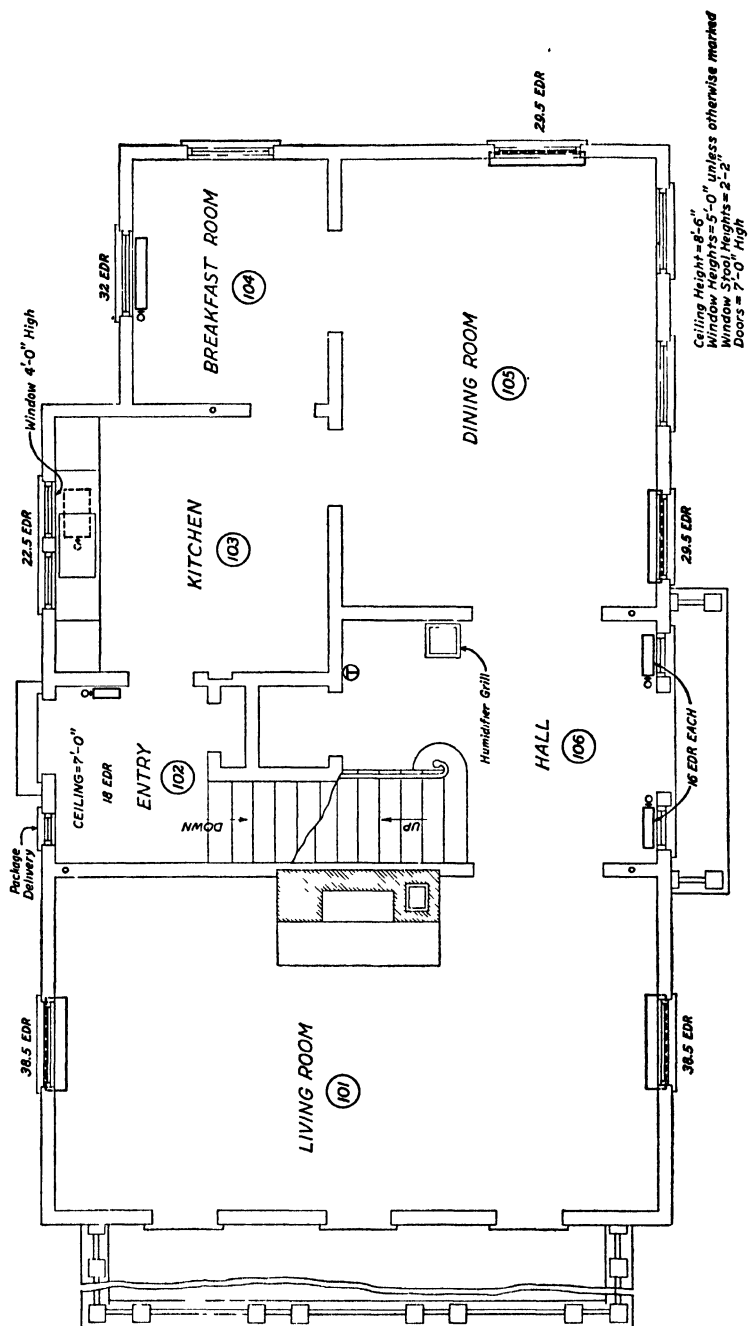 29.5 EDR
Ceiling Height=8'-6"
Window Heights=5'-0" unless otherwise marked
Window Stool Heights=2'-2"
Doors=7'-0" High
32 EDR
BREAKFAST ROOM
104
Window 4'-0" High
DINING ROOM
105
22.5 EDR
KITCHEN
103
29.5 EDR
T
Humidifier Grill
Package
Delivery
CEILING=7'-0"
18 EDR
ENTRY
102
DOWN
UP
HALL
106
16 EDR EACH
38.5 EDR
LIVING ROOM
101
38.5 EDR